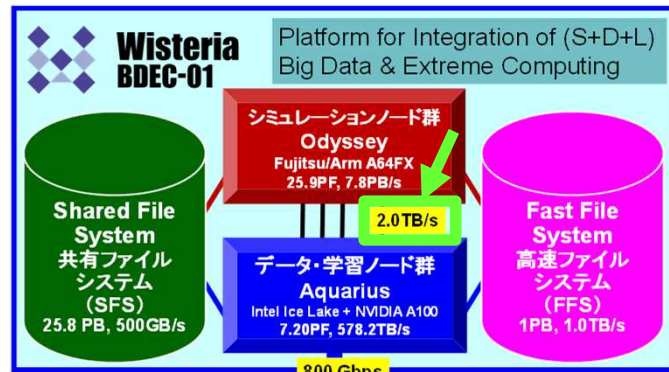 Wisteria
BDEC-01
Platform for Integration of (S+D+L)
Big Data & Extreme Computing
シミュレーションノード群
Odyssey
Fujitsu/Arm A64FX
25.9PF, 7.8PB/s
2.0TB/s
Shared File
System
共有ファイル
システム
(SFS)
25.8 PB, 500GB/s
データ・学習ノード群
Aquarius
Intel Ice Lake + NVIDIA A100
7.20PF, 578.2TB/s
Fast File
System
高速ファイル
システム
(FFS)
1PB, 1.0TB/s
800 Gbps